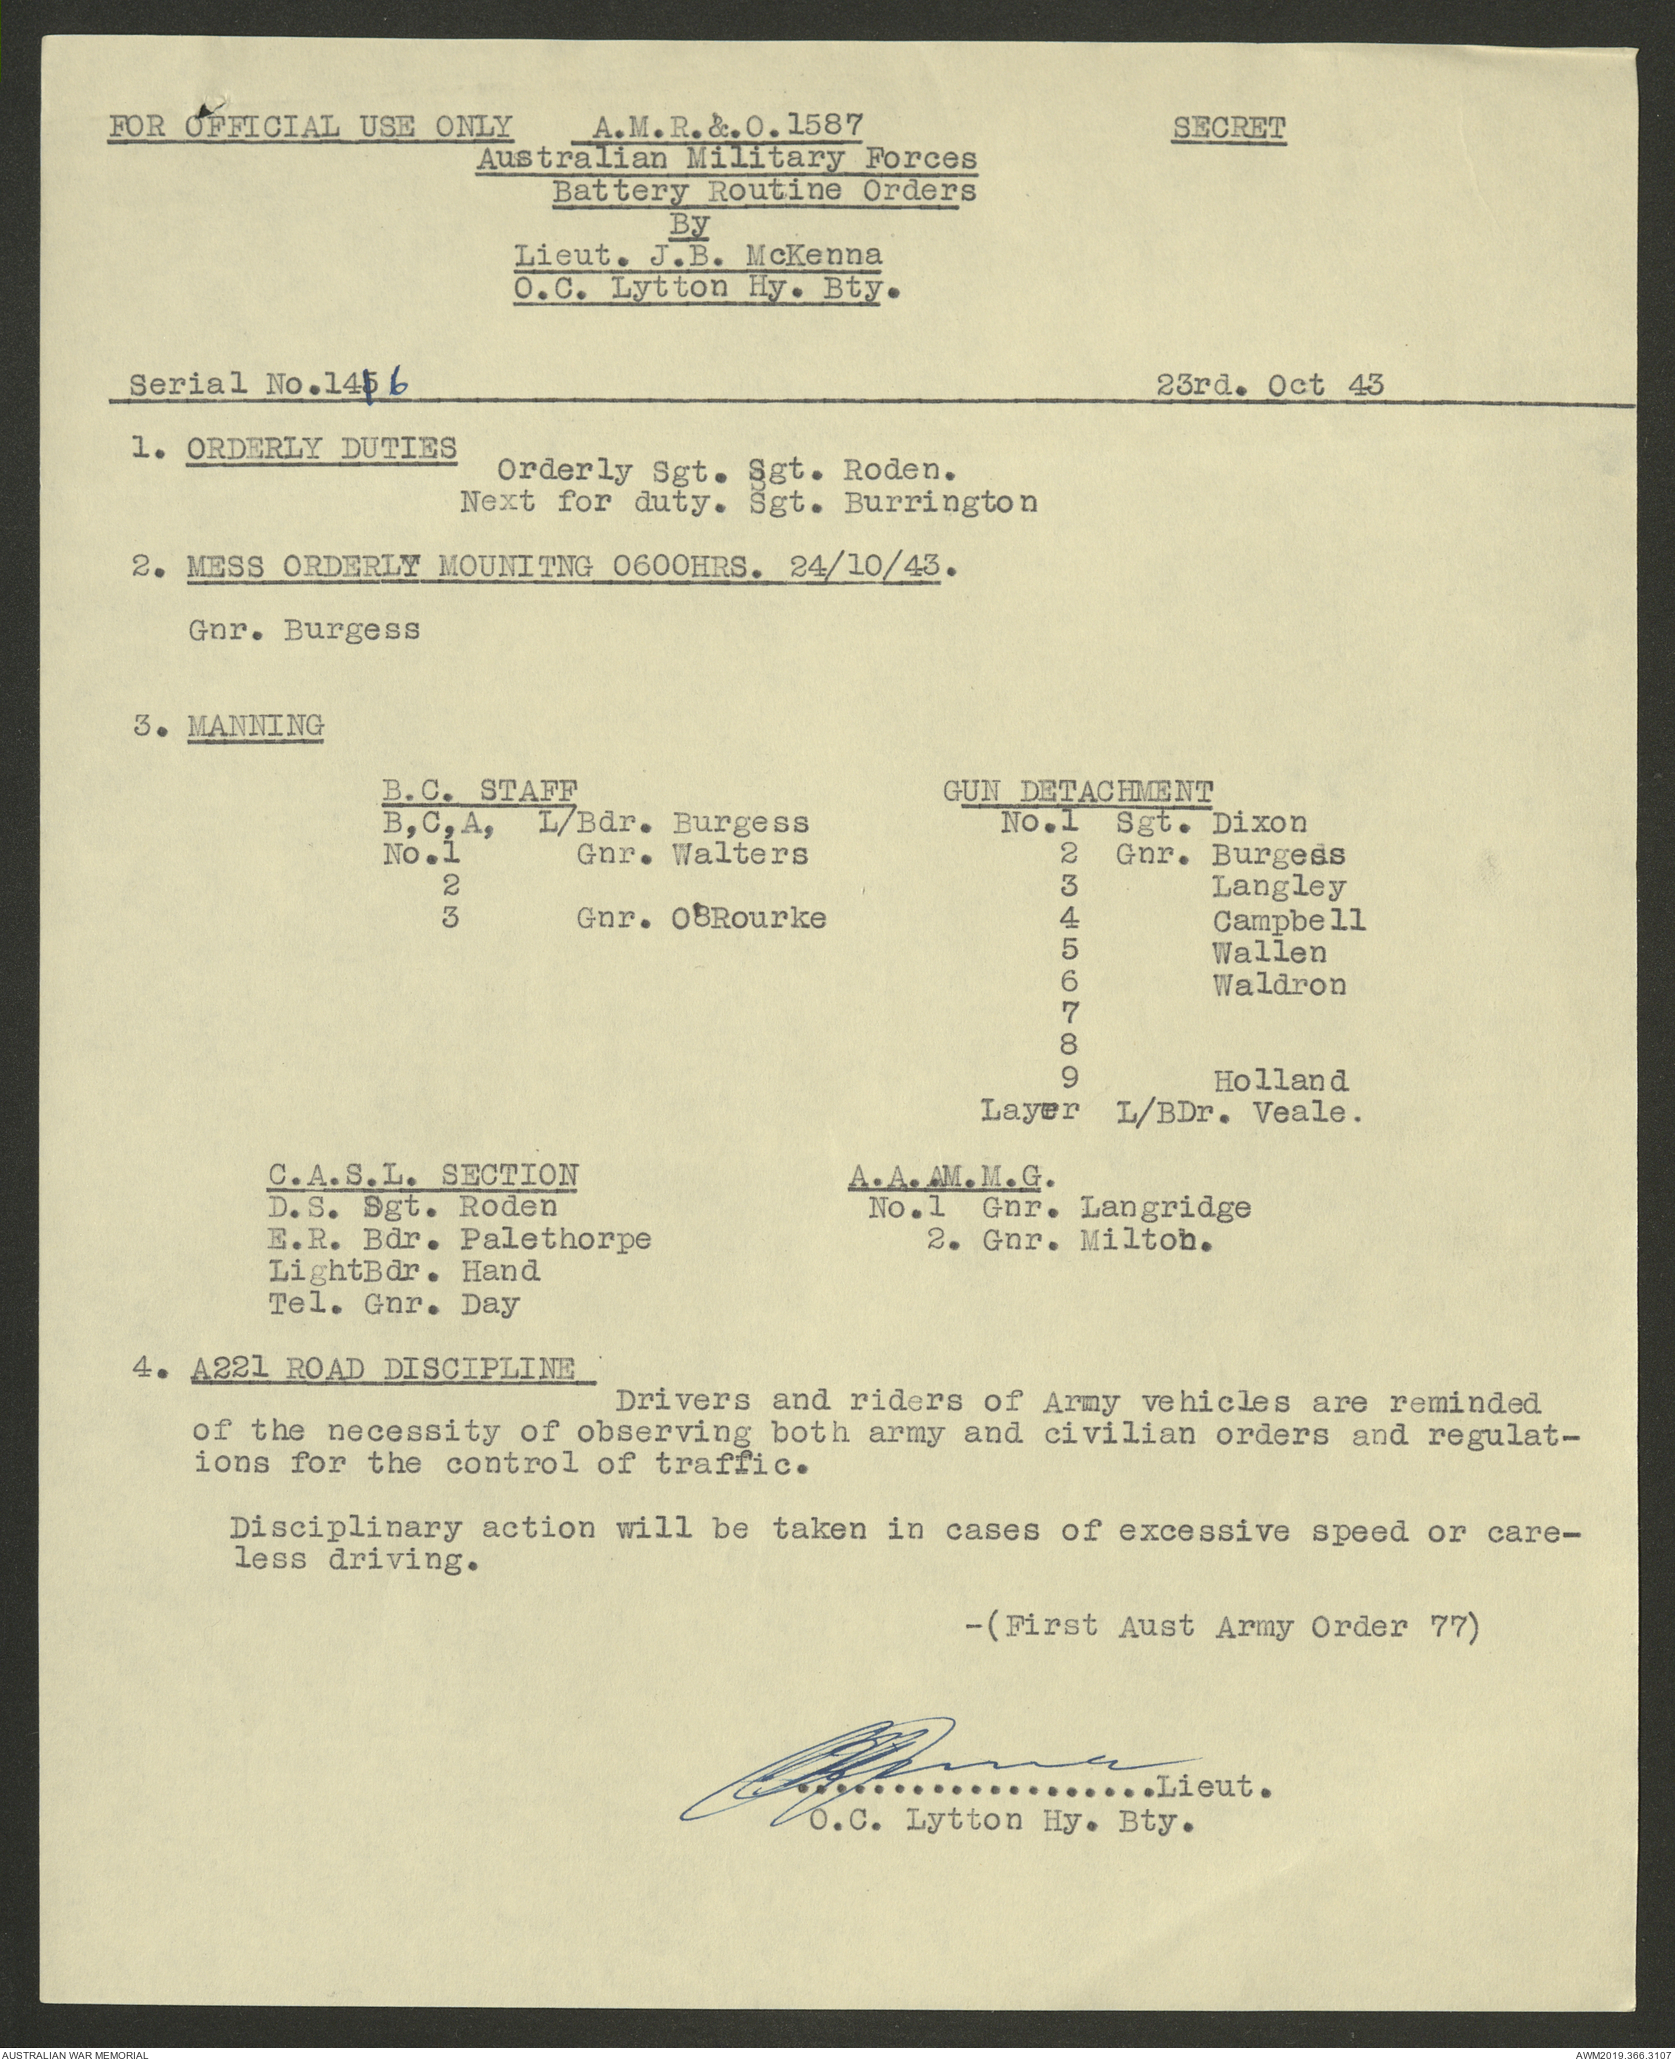 FOR OFFICIAL USE ONLY A.M.R.&.O.1587 SECRET
Australian Military Forces
Battery Routine Orders
By
Lieut. J.B. McKenna
O.C. Lytton Hy. Bty.
Serial No.146 23rd. Oct 43
1. ORDERLY DUTIES
Orderly Sgt. Sgt. Roden.
Next for duty. Sgt. Burrington
2. MESS ORDERLY MOUNITNG 0600HRS. 24/10/43.
Gnr. Burgess
3. MANNING
B.C. STAFF
B,C,A, L/Bdr. Burgess
No.1 Gnr. Walters
2
3 Gnr. O'Rourke
GUN DETACHMENT
No.1 Sgt. Dixon
2 Gnr. Burgess
3 Langley
4 Campbell
5 Wallen
6 Waldron
7
8
9 Holland
Layer L/BDr. Veale.
C.A.S.L. SECTION
D.S. Sgt. Roden
E.R. Bdr. Palethorpe
LightBdr. Hand
Tel. Gnr. Day
A.A.AM.M.G.
No.1 Gnr. Langridge
2. Gnr. Milton.
4. A221 ROAD DISCIPLINE
Drivers and riders of Army vehicles are reminded
of the necessity of observing both army and civilian orders and regulat-
ions for the control of traffic.
Disciplinary action will be taken in cases of excessive speed or care-
less driving.
-(First Aust Army Order 77)
...................Lieut.
O.C. Lytton Hy. Bty.
AUSTRALIAN WAR MEMORIAL AWM2019.366.3107